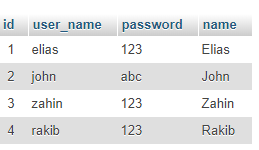 id user_name password name
1 elias 123 Elias
2 john abc John
3 zahin 123 Zahin
4 rakib 123 Rakib